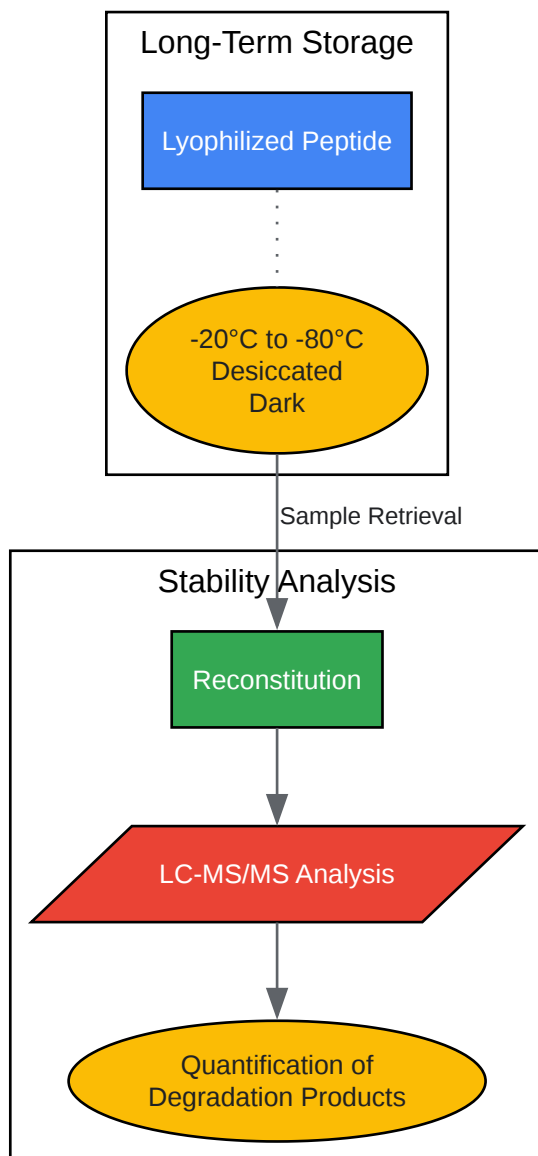 Long-Term Storage
Lyophilized Peptide
-20°C to -80°C
Desiccated
Dark
Sample Retrieval
Stability Analysis
Reconstitution
LC-MS/MS Analysis
Quantification of
Degradation Products